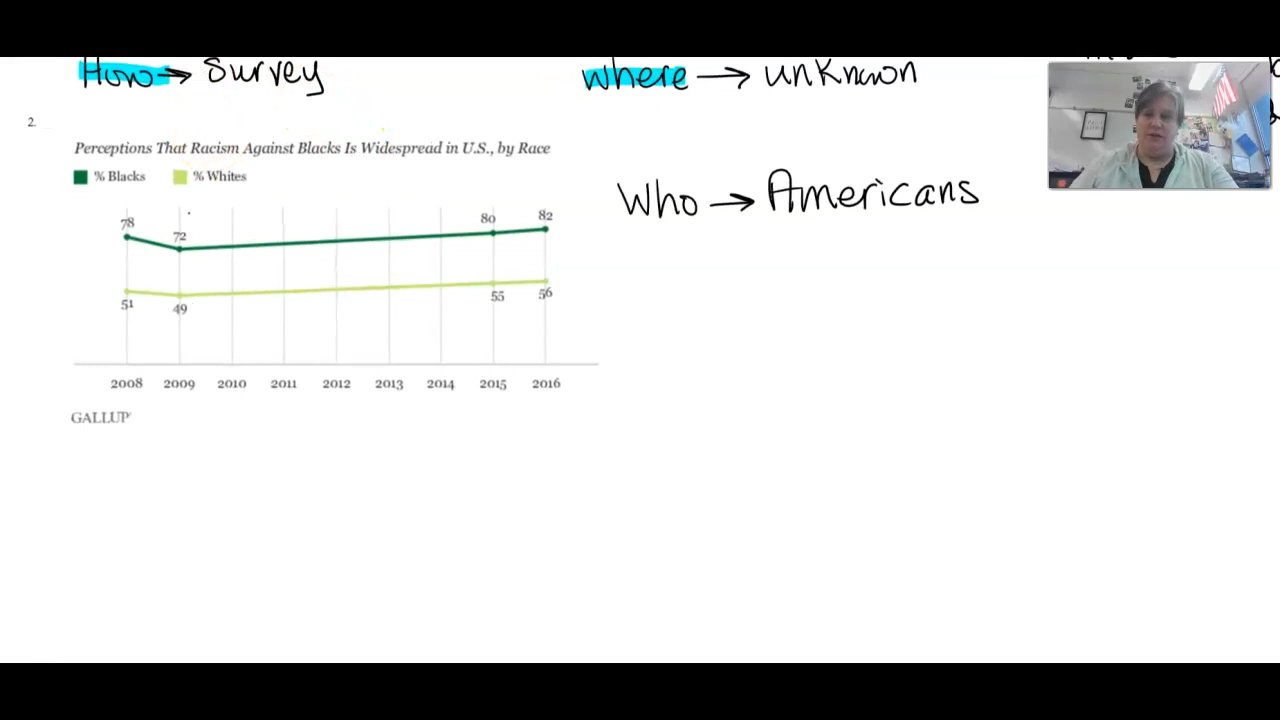 How → Survey
where → unknown
2.
Perceptions That Racism Against Blacks Is Widespread in U.S., by Race
% Blacks % Whites
Who → Americans
78 72 80 82
51 49 55 56
2008 2009 2010 2011 2012 2013 2014 2015 2016
GALLUP